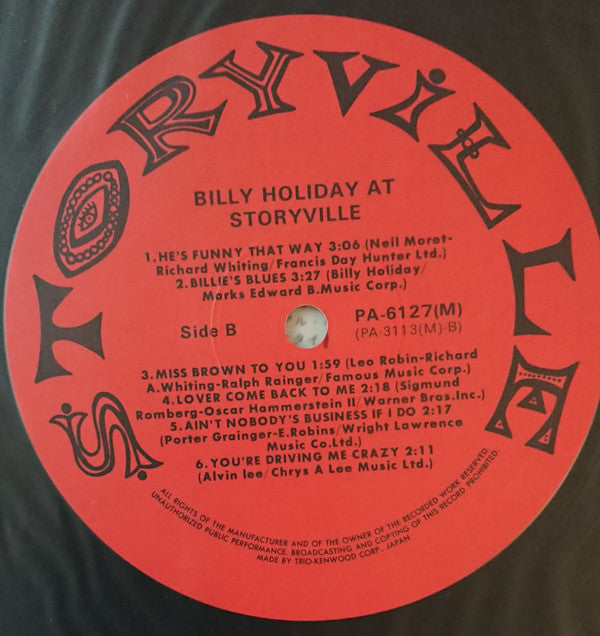 STORYVILLE
BILLY HOLIDAY AT
STORYVILLE
1.HE'S FUNNY THAT WAY 3:06 (Neil Moret-
Richard Whiting/Francis Day Hunter Ltd.)
2.BILLIE'S BLUES 3:27 (Billy Holiday/
Marks Edward B.Music Corp.)
Side B
PA-6127(M)
(PA-3113(M)-B)
3.MISS BROWN TO YOU 1:59 (Leo Robin-Richard
A.Whiting-Ralph Rainger/Famous Music Corp.)
4.LOVER COME BACK TO ME 2:18 (Sigmund
Romberg-Oscar Hammerstein II/Warner Bros.Inc.)
5.AIN'T NOBODY'S BUSINESS IF I DO 2:17
(Porter Grainger-E.Robins/Wright Lawrence
Music Co.Ltd.)
6.YOU'RE DRIVING ME CRAZY 2:11
(Alvin lee/Chrys A Lee Music Ltd.)
ALL RIGHTS OF THE MANUFACTURER AND OF THE OWNER OF THE RECORDED WORK RESERVED.
UNAUTHORIZED PUBLIC PERFORMANCE. BROADCASTING AND COPYING OF THIS RECORD PROHIBITED.
MADE BY TRIO-KENWOOD CORP., JAPAN